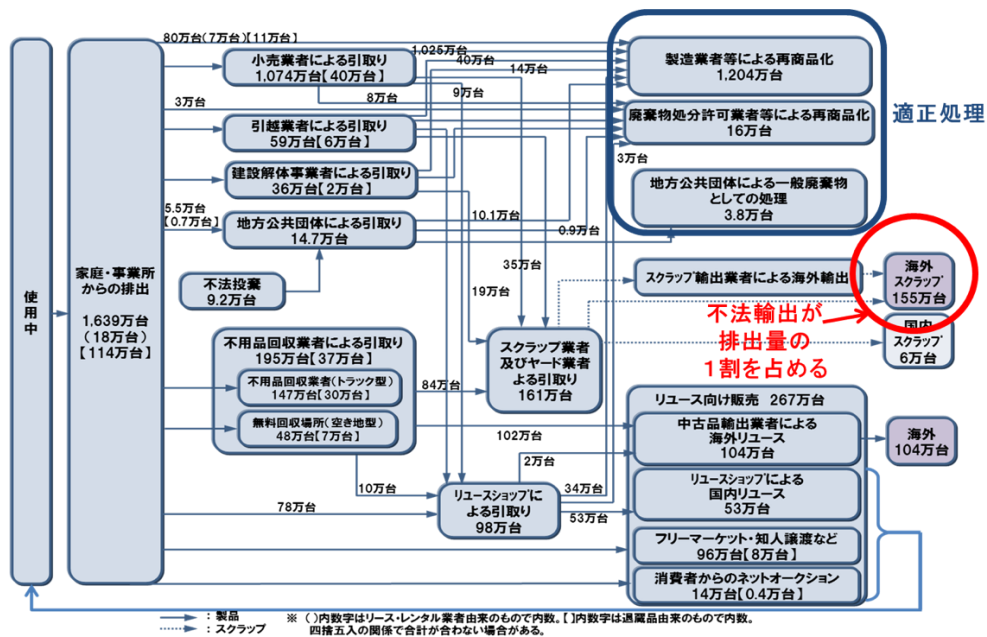 使用中
家庭・事業所
からの排出
1,639万台
(18万台)
【114万台】
80万台(7万台)【11万台】
小売業者による引取り
1,074万台【40万台】
1,025万台
40万台
14万台
9万台
8万台
3万台
引越業者による引取り
59万台【6万台】
建設解体事業者による引取り
36万台【2万台】
5.5万台
【0.7万台】
地方公共団体による引取り
14.7万台
10.1万台
0.9万台
3万台
不法投棄
9.2万台
35万台
19万台
製造業者等による再商品化
1,204万台
廃棄物処分許可業者等による再商品化
16万台
地方公共団体による一般廃棄物
としての処理
3.8万台
適正処理
スクラップ輸出業者による海外輸出
海外
スクラップ
155万台
不法輸出が
排出量の
1割を占める
国内
スクラップ
6万台
不用品回収業者による引取り
195万台【37万台】
不用品回収業者(トラック型)
147万台【30万台】
無料回収場所(空き地型)
48万台【7万台】
84万台
スクラップ業者
及びヤード業者
による引取り
161万台
102万台
2万台
10万台
78万台
リユースショップに
よる引取り
98万台
34万台
53万台
リユース向け販売 267万台
中古品輸出業者による
海外リユース
104万台
海外
104万台
リユースショップによる
国内リユース
53万台
フリーマーケット・知人譲渡など
96万台【8万台】
消費者からのネットオークション
14万台【0.4万台】
:製品
:スクラップ
※ ( )内数字はリース・レンタル業者由来のもので内数。【 】内数字は退蔵品由来のもので内数。
四捨五入の関係で合計が合わない場合がある。